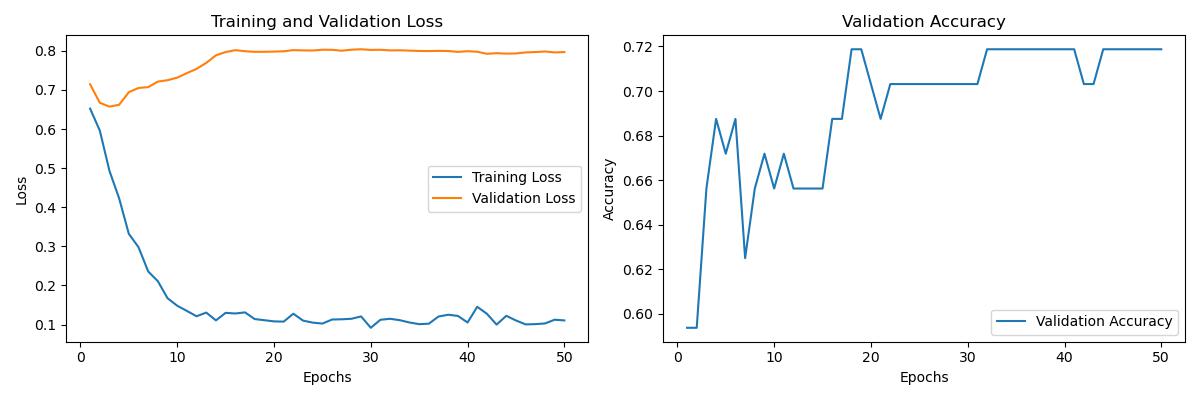 Training and Validation Loss
0.8
0.7
0.6
0.5
0.4
0.3
0.2
0.1
Loss
Training Loss
Validation Loss
0 10 20 30 40 50
Epochs
Validation Accuracy
0.72
0.70
0.68
0.66
0.64
0.62
0.60
Accuracy
Validation Accuracy
0 10 20 30 40 50
Epochs